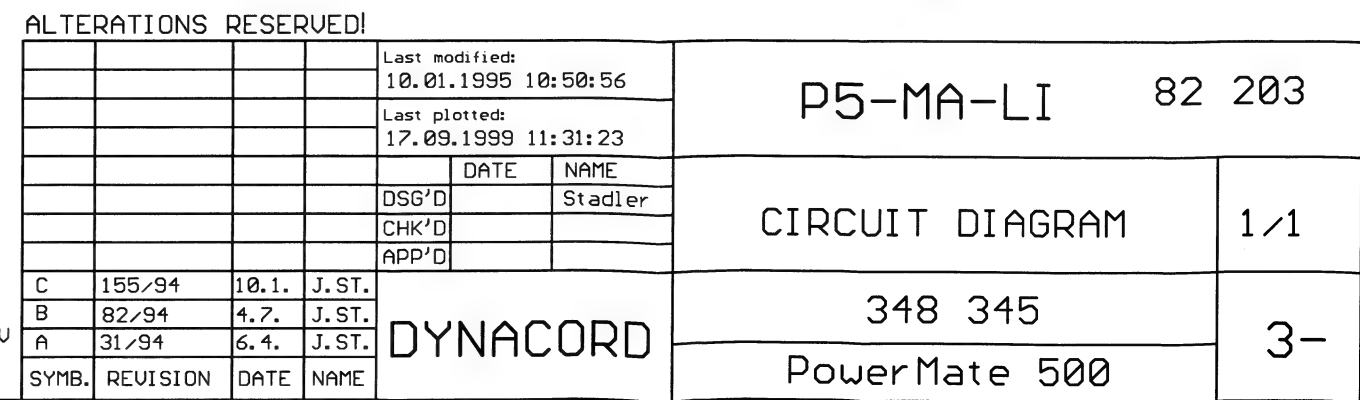 ALTERATIONS RESERVED!
Last modified:
10.01.1995 10:50:56
Last plotted:
17.09.1999 11:31:23
P5-MA-LI 82 203
DATE NAME
DSG'D Stadler
CHK'D
APP'D
CIRCUIT DIAGRAM 1/1
C 155/94 10.1. J.ST.
B 82/94 4.7. J.ST.
A 31/94 6.4. J.ST.
SYMB. REVISION DATE NAME
DYNACORD
348 345
PowerMate 500
3-